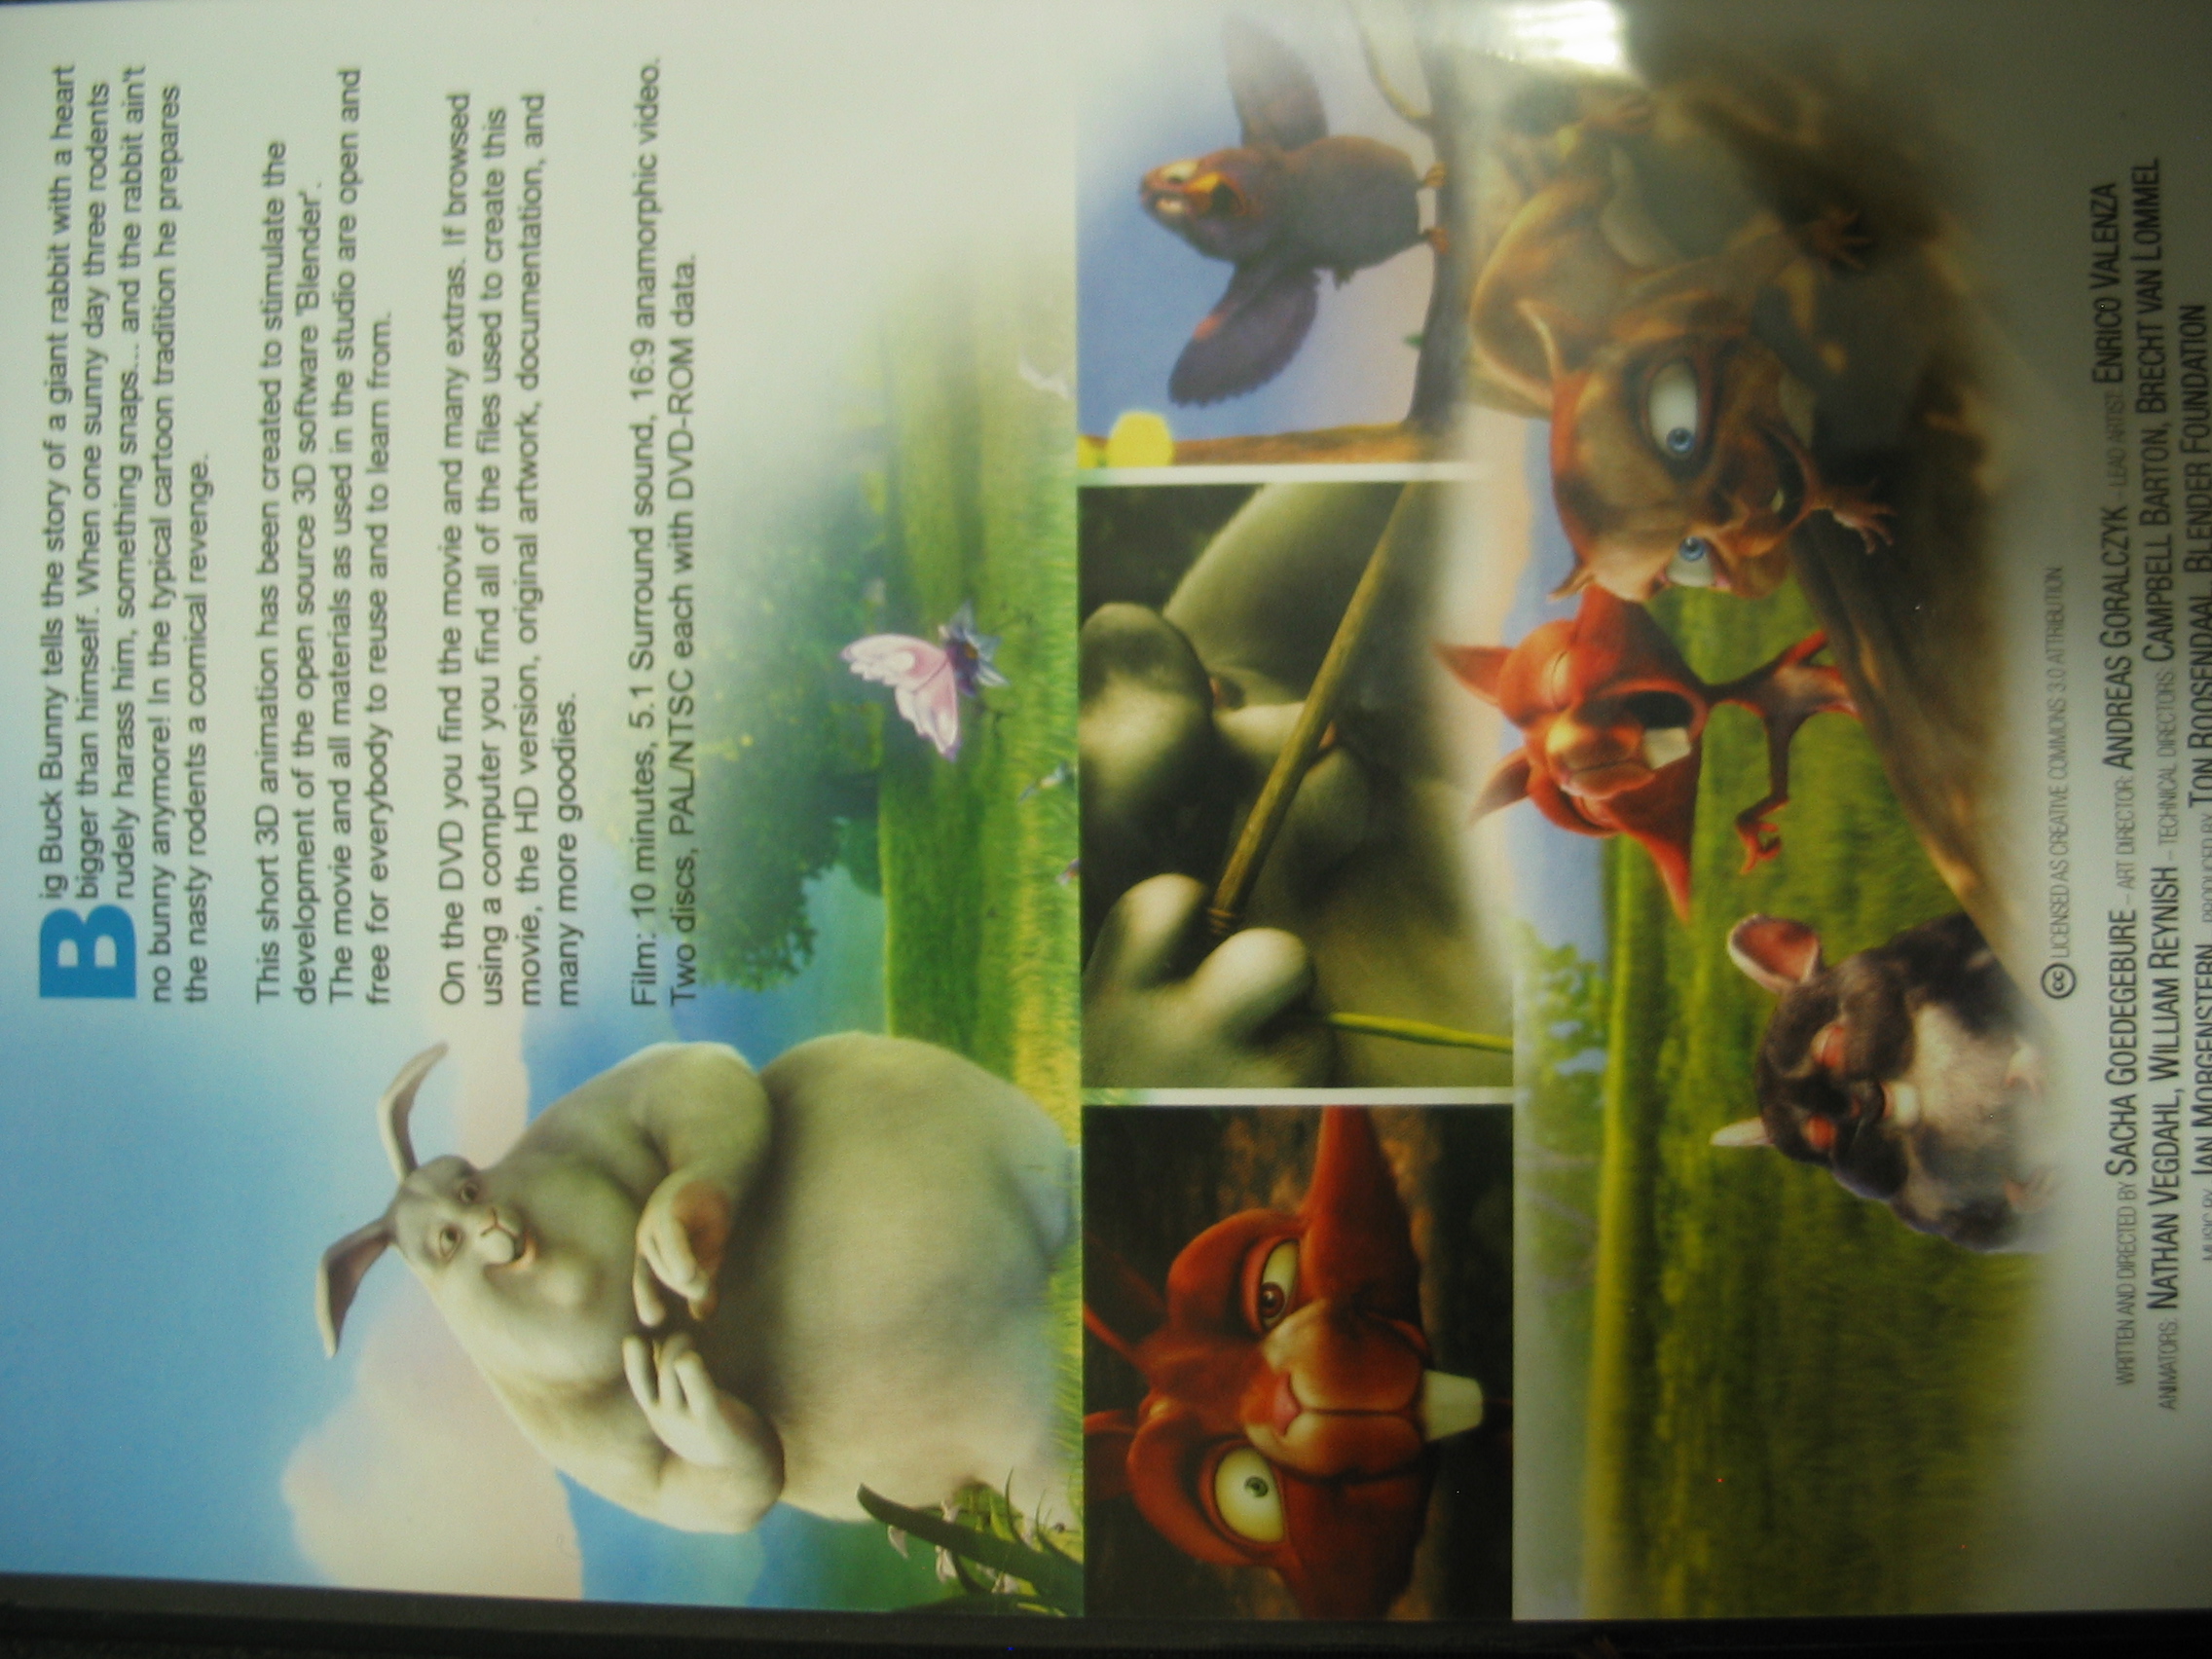 Big Buck Bunny tells the story of a giant rabbit with a heart
bigger than himself. When one sunny day three rodents
rudely harass him, something snaps... and the rabbit ain't
no bunny anymore! In the typical cartoon tradition he prepares
the nasty rodents a comical revenge.
This short 3D animation has been created to stimulate the
development of the open source 3D software 'Blender'.
The movie and all materials as used in the studio are open and
free for everybody to reuse and to learn from.
On the DVD you find the movie and many extras. If browsed
using a computer you find all of the files used to create this
movie, the HD version, original artwork, documentation, and
many more goodies.
Film: 10 minutes, 5.1 Surround sound, 16:9 anamorphic video.
Two discs, PAL/NTSC each with DVD-ROM data.
cc LICENSED AS CREATIVE COMMONS 3.0 ATTRIBUTION
WRITTEN AND DIRECTED BY SACHA GOEDEGEBURE - ART DIRECTOR: ANDREAS GORALCZYK - LEAD ARTIST: ENRICO VALENZA
ANIMATORS: NATHAN VEGDAHL, WILLIAM REYNISH - TECHNICAL DIRECTORS: CAMPBELL BARTON, BRECHT VAN LOMMEL
MUSIC BY JAN MORGENSTERN PRODUCED BY TON ROOSENDAAL, BLENDER FOUNDATION